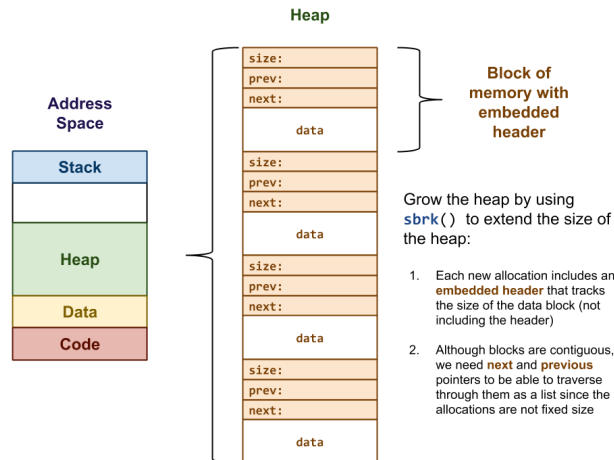 Heap
Address
Space
Stack
Heap
Data
Code
size:
prev:
next:
data
size:
prev:
next:
data
size:
prev:
next:
data
size:
prev:
next:
data
Block of
memory with
embedded
header
Grow the heap by using
sbrk() to extend the size of
the heap:
1. Each new allocation includes an
embedded header that tracks
the size of the data block (not
including the header)
2. Although blocks are contiguous,
we need next and previous
pointers to be able to traverse
through them as a list since the
allocations are not fixed size